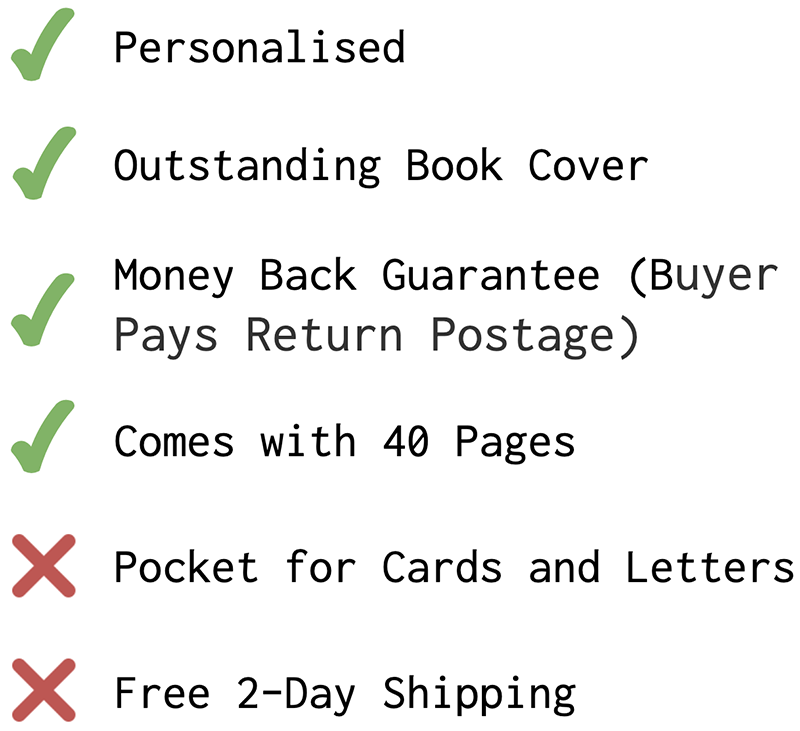 Personalised
Outstanding Book Cover
Money Back Guarantee (Buyer
Pays Return Postage)
Comes with 40 Pages
Pocket for Cards and Letters
Free 2-Day Shipping